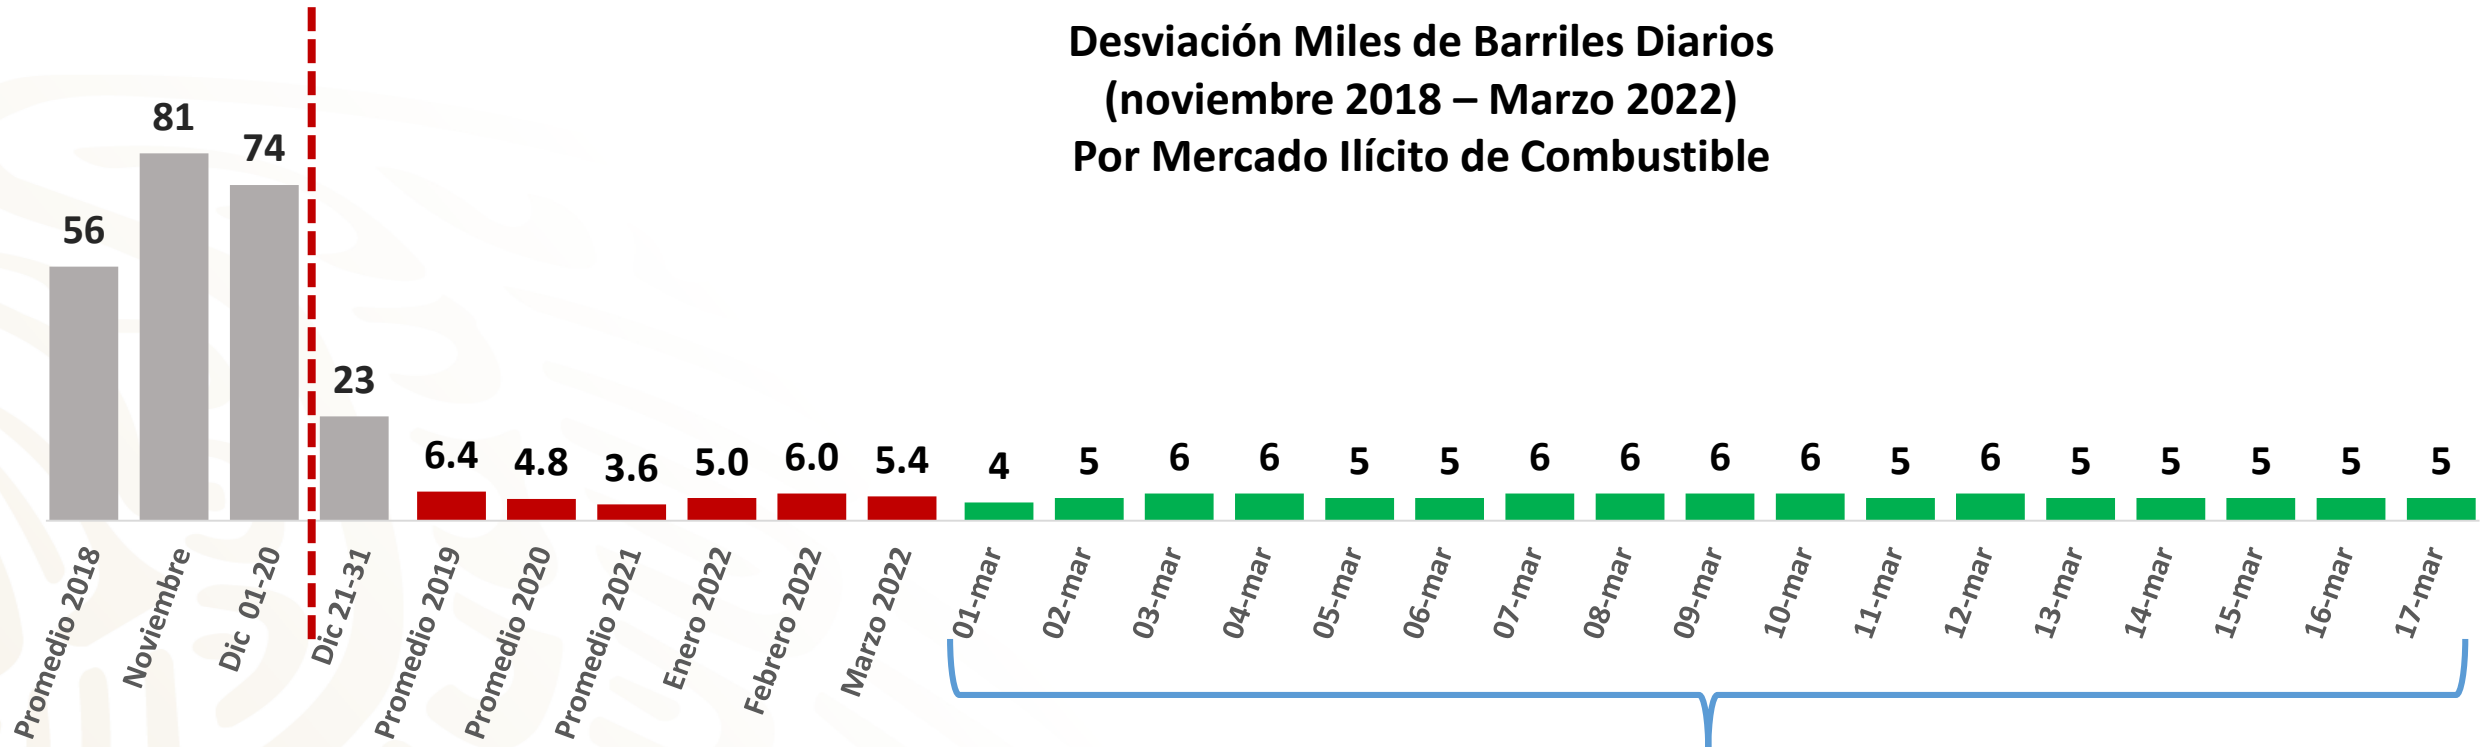 Desviación Miles de Barriles Diarios
(noviembre 2018 – Marzo 2022)
Por Mercado Ilícito de Combustible
56
81
74
23
6.4
4.8
3.6
5.0
6.0
5.4
4
5
6
6
5
5
6
6
6
6
5
6
5
5
5
5
5
Promedio 2018
Noviembre
Dic 01-20
Dic 21-31
Promedio 2019
Promedio 2020
Promedio 2021
Enero 2022
Febrero 2022
Marzo 2022
01-mar
02-mar
03-mar
04-mar
05-mar
06-mar
07-mar
08-mar
09-mar
10-mar
11-mar
12-mar
13-mar
14-mar
15-mar
16-mar
17-mar